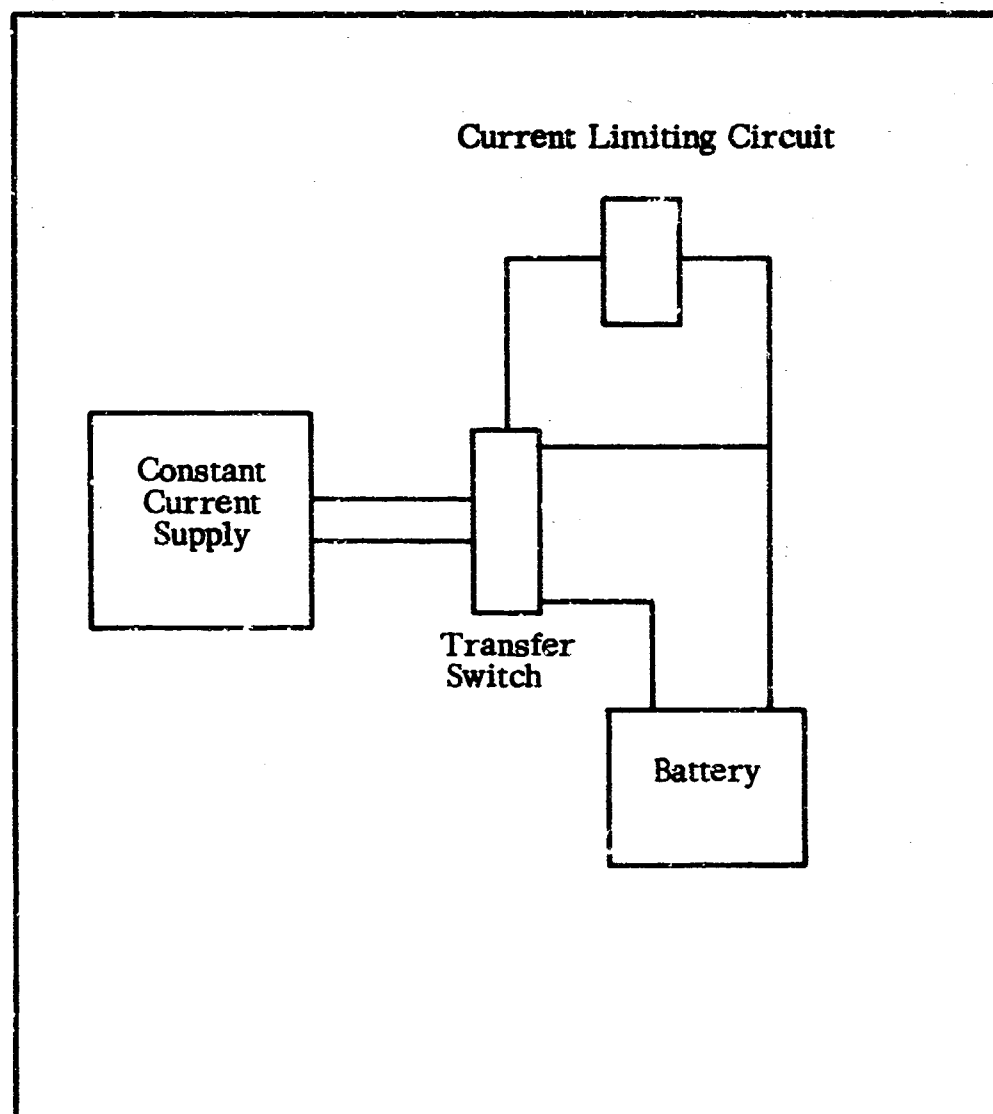 Current Limiting Circuit
Constant
Current
Supply
Transfer
Switch
Battery